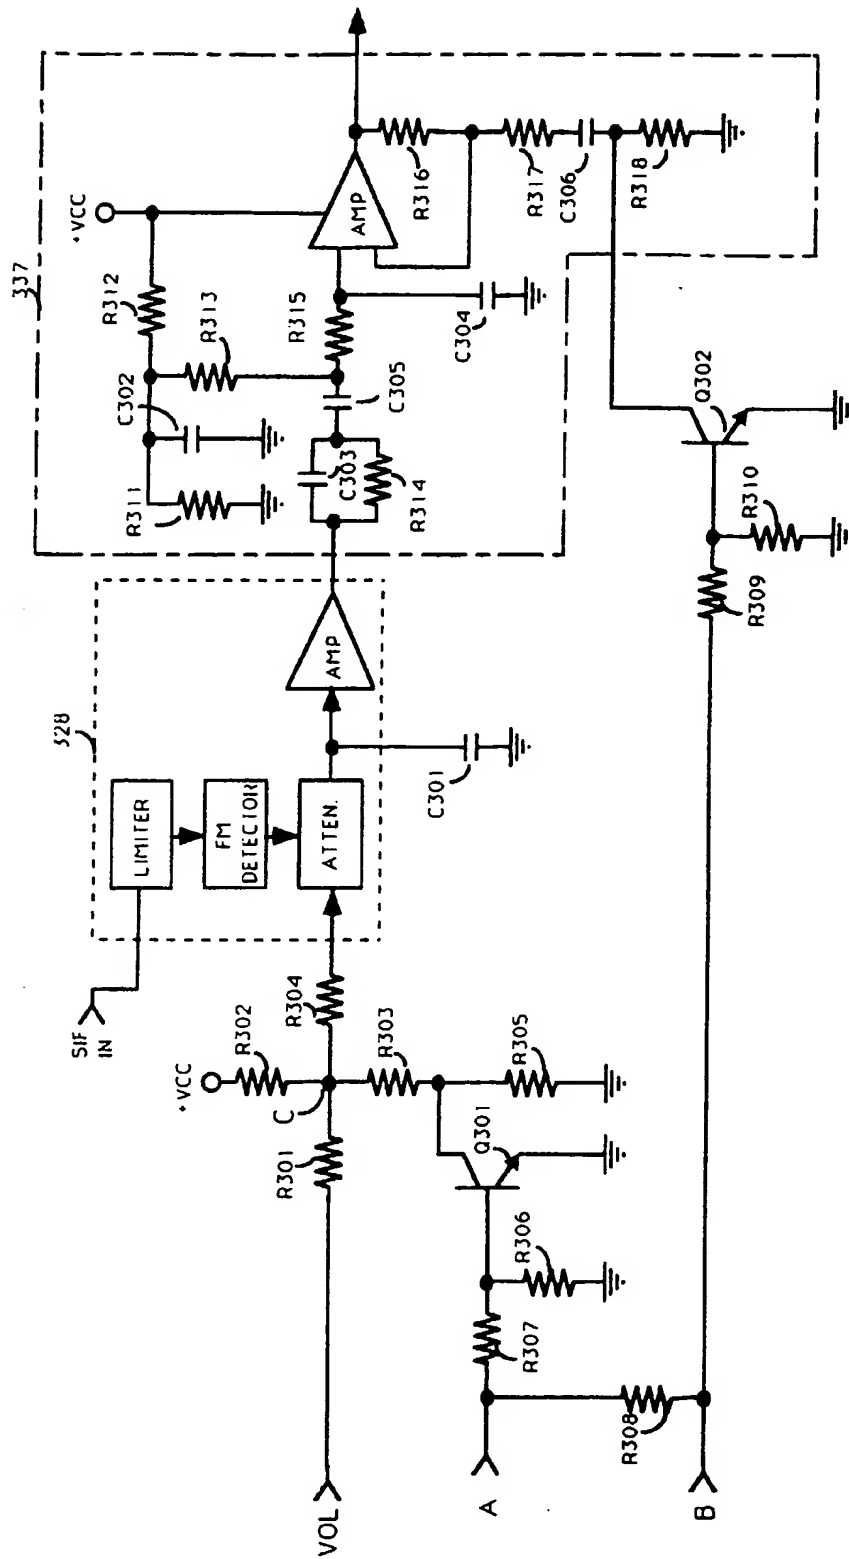 337
+VCC
R312
R313
C302
R311
R315
C305
C303
R314
AMP
R316
R317
C306
R318
C304
Q302
R310
R309
328
LIMITER
FM
DETECTOR
ATTEN.
AMP
C301
SIF
IN
+VCC
R302
R304
C
R303
R301
R305
Q301
R306
R307
R308
VOL
A
B